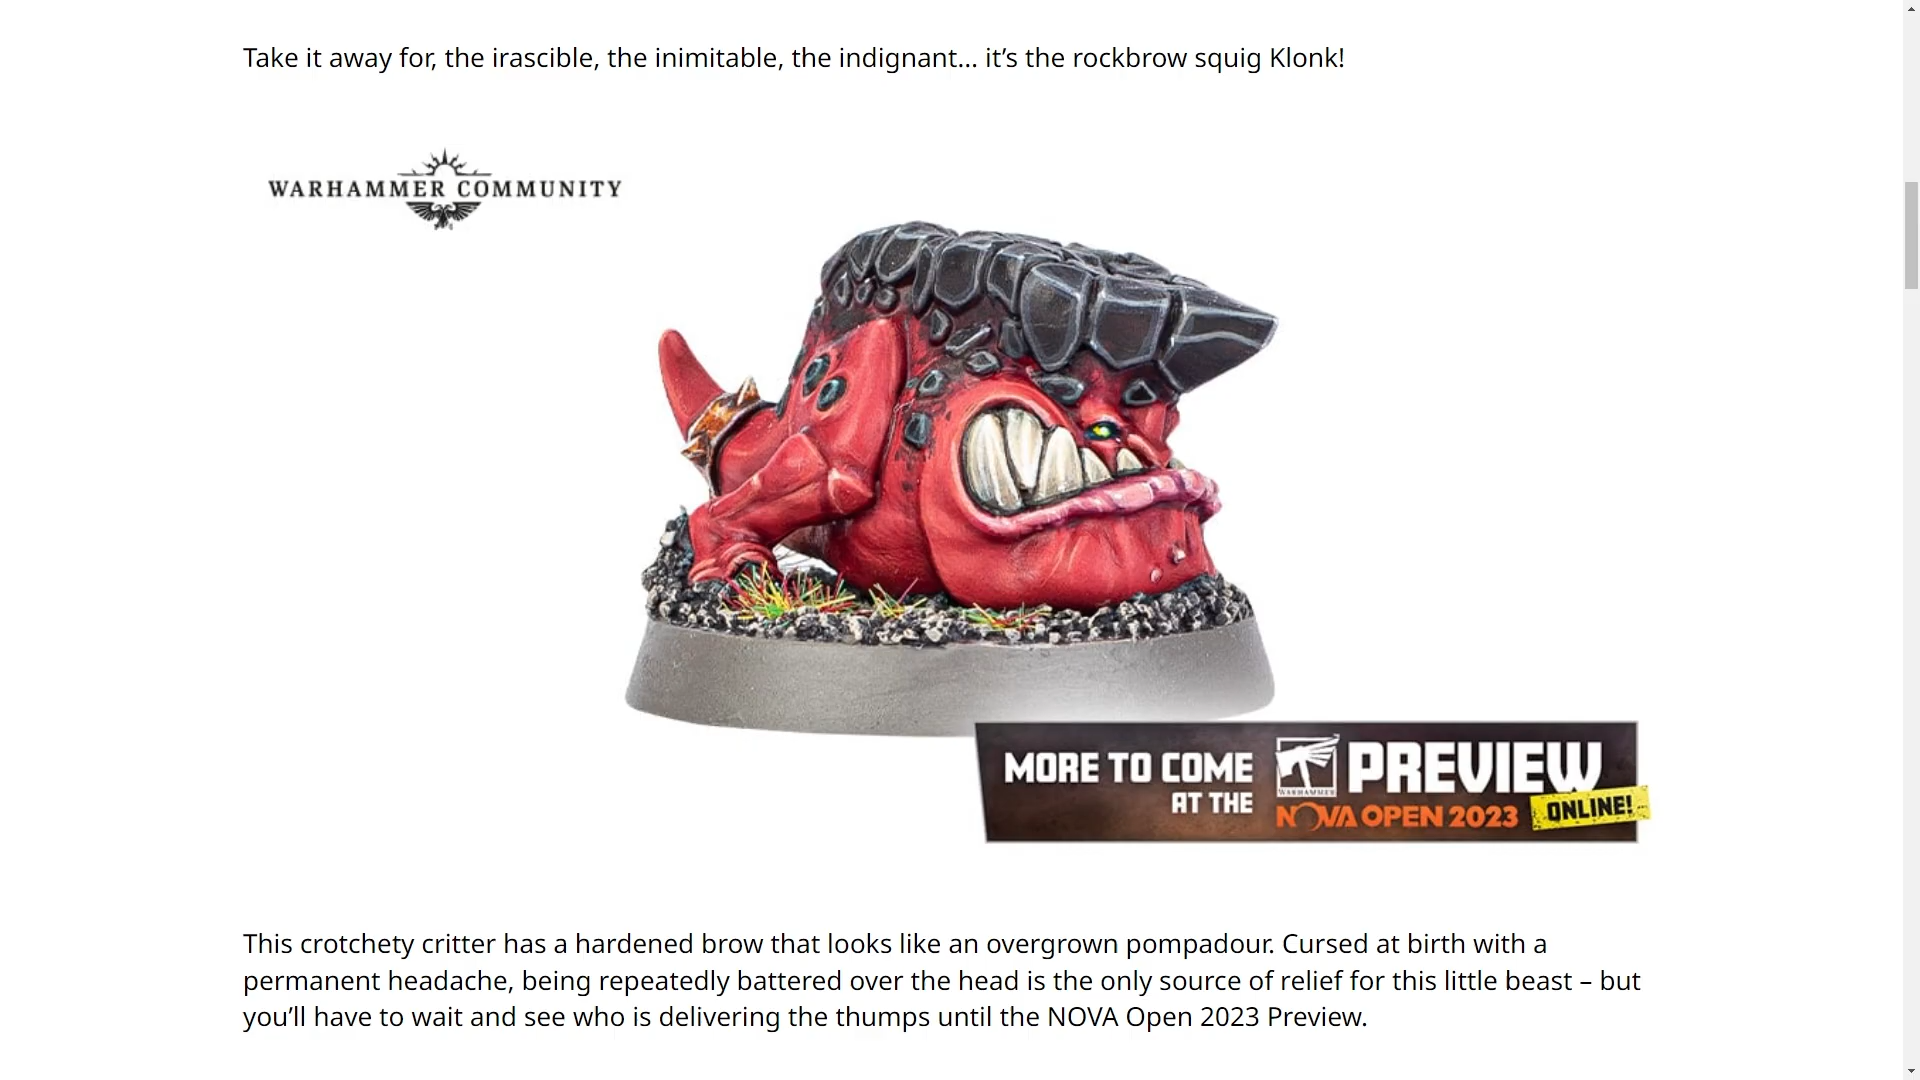 Take it away for, the irascible, the inimitable, the indignant… it’s the rockbrow squig Klonk!
WARHAMMER COMMUNITY
MORE TO COME
AT THE
WARHAMMER
PREVIEW
NOVA OPEN 2023
ONLINE!
This crotchety critter has a hardened brow that looks like an overgrown pompadour. Cursed at birth with a
permanent headache, being repeatedly battered over the head is the only source of relief for this little beast – but
you’ll have to wait and see who is delivering the thumps until the NOVA Open 2023 Preview.